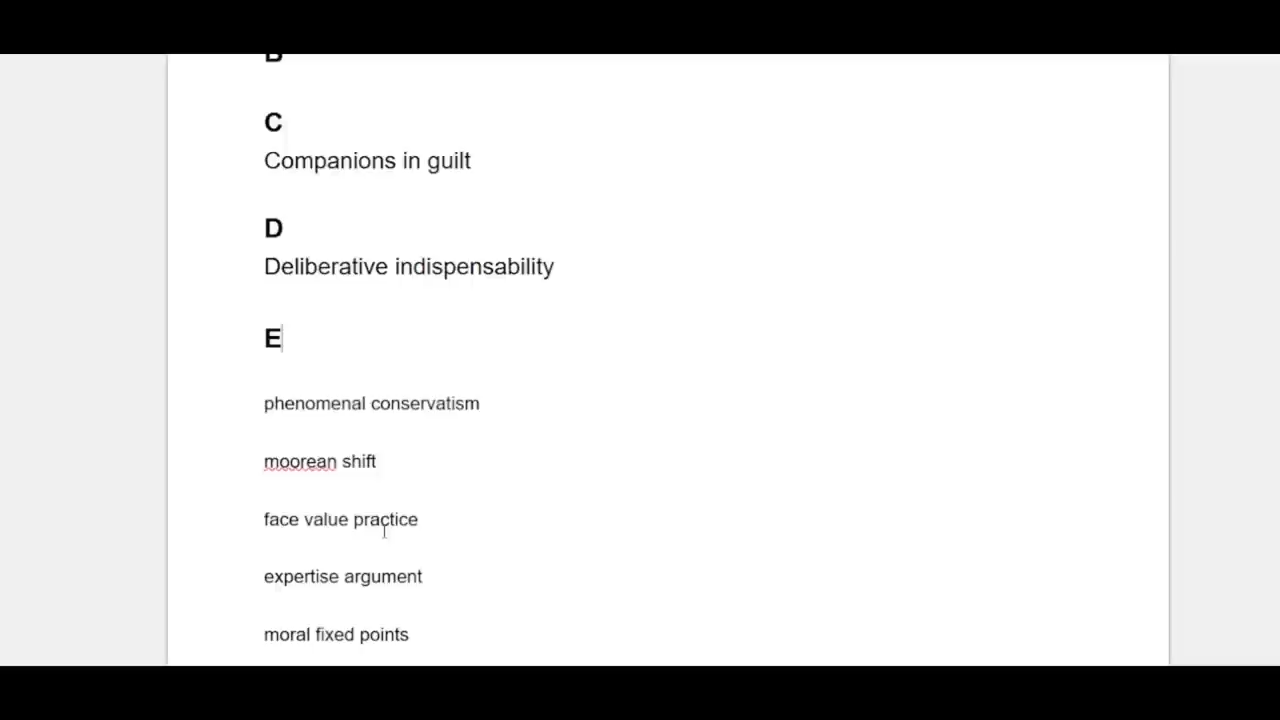 B
C
Companions in guilt
D
Deliberative indispensability
E
phenomenal conservatism
moorean shift
face value practice
expertise argument
moral fixed points